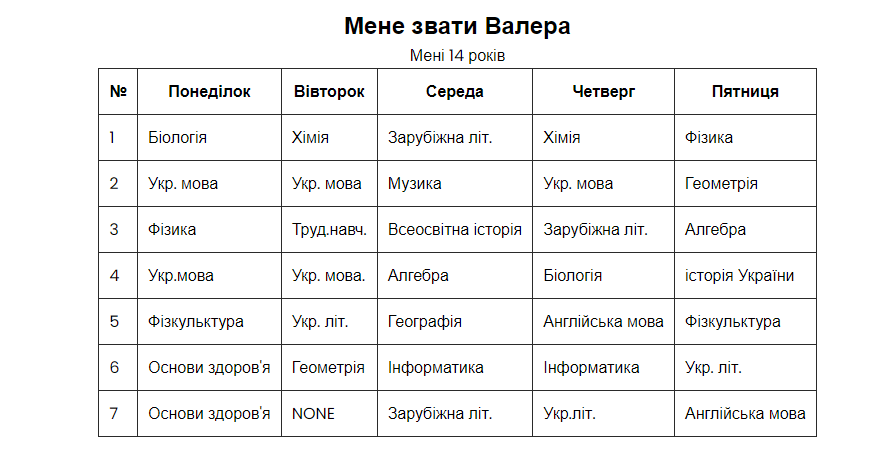 Мене звати Валера
Мені 14 років
№ Понеділок Вівторок Середа Четверг Пятниця
1 Біологія Хімія Зарубіжна літ. Хімія Фізика
2 Укр. мова Укр. мова Музика Укр. мова Геометрія
3 Фізика Труд.навч. Всеосвітна історія Зарубіжна літ. Алгебра
4 Укр.мова Укр. мова. Алгебра Біологія історія України
5 Фізкульктура Укр. літ. Географія Англійська мова Фізкульктура
6 Основи здоров'я Геометрія Інформатика Інформатика Укр. літ.
7 Основи здоров'я NONE Зарубіжна літ. Укр.літ. Англійська мова